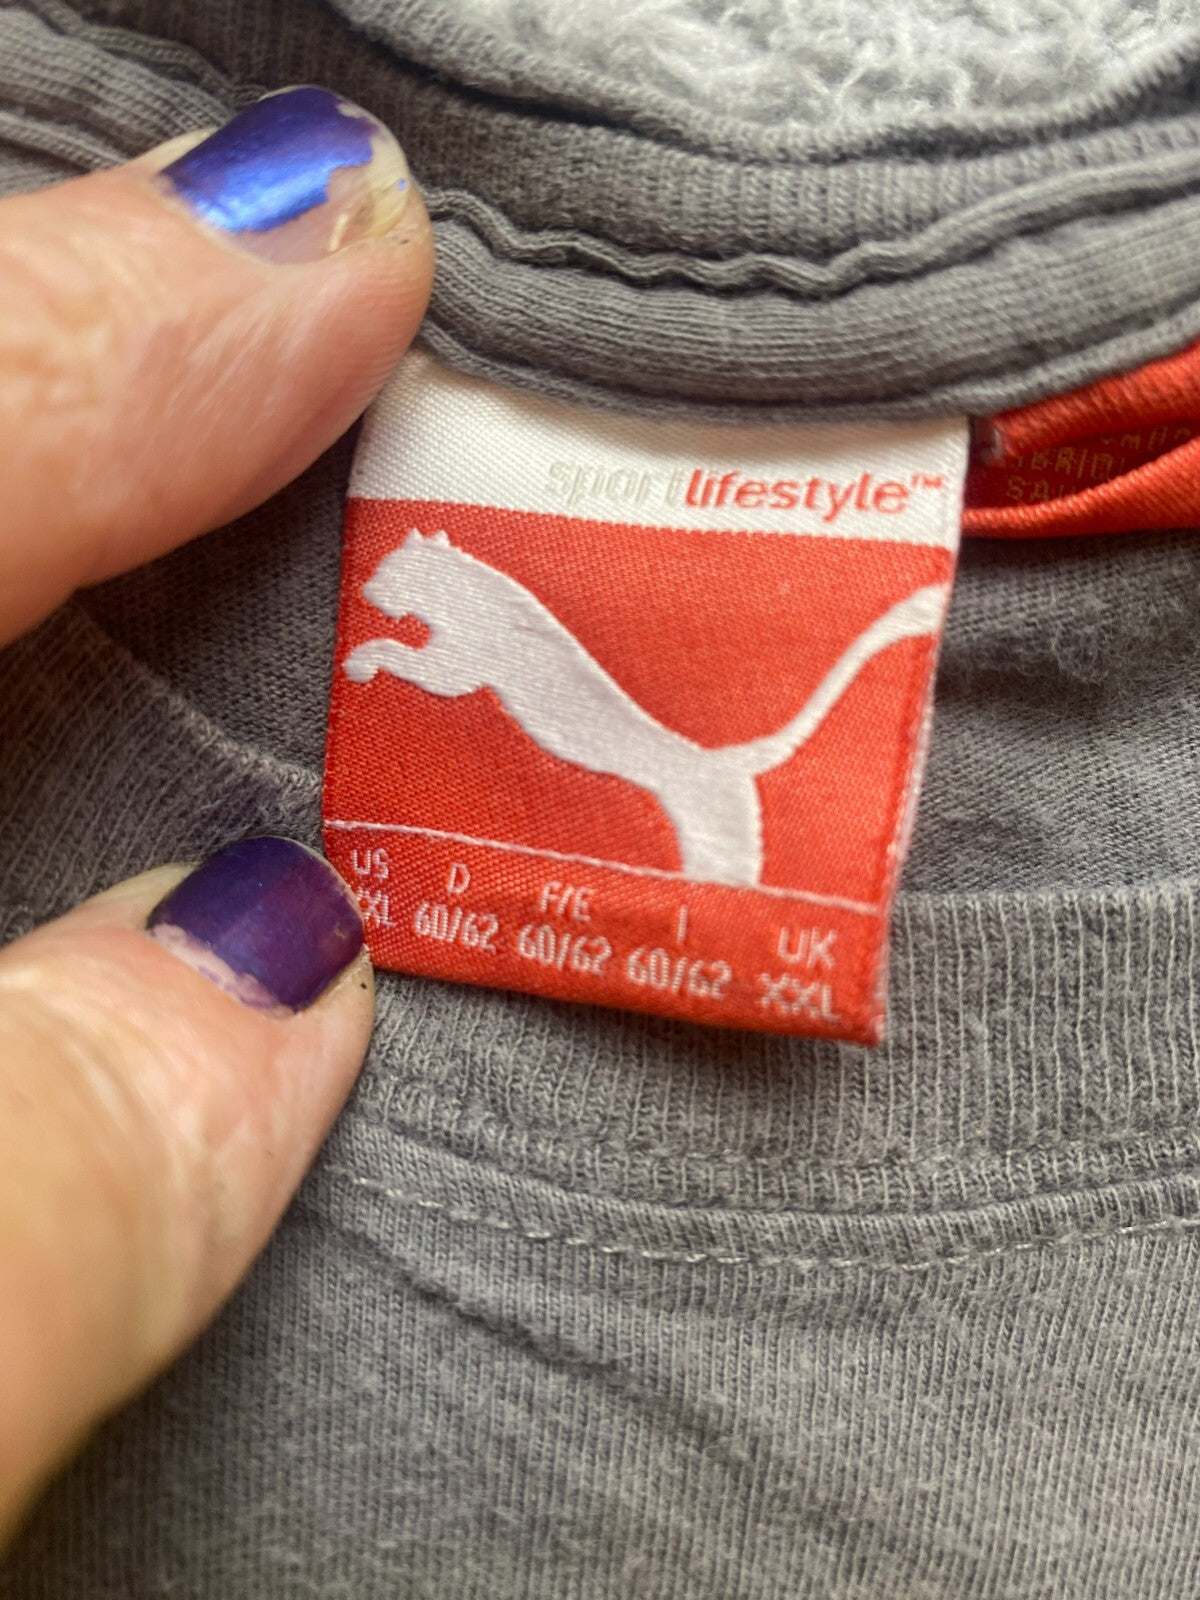 sportlifestyle™
US D F/E I UK
XXL 60/62 60/62 60/62 XXL